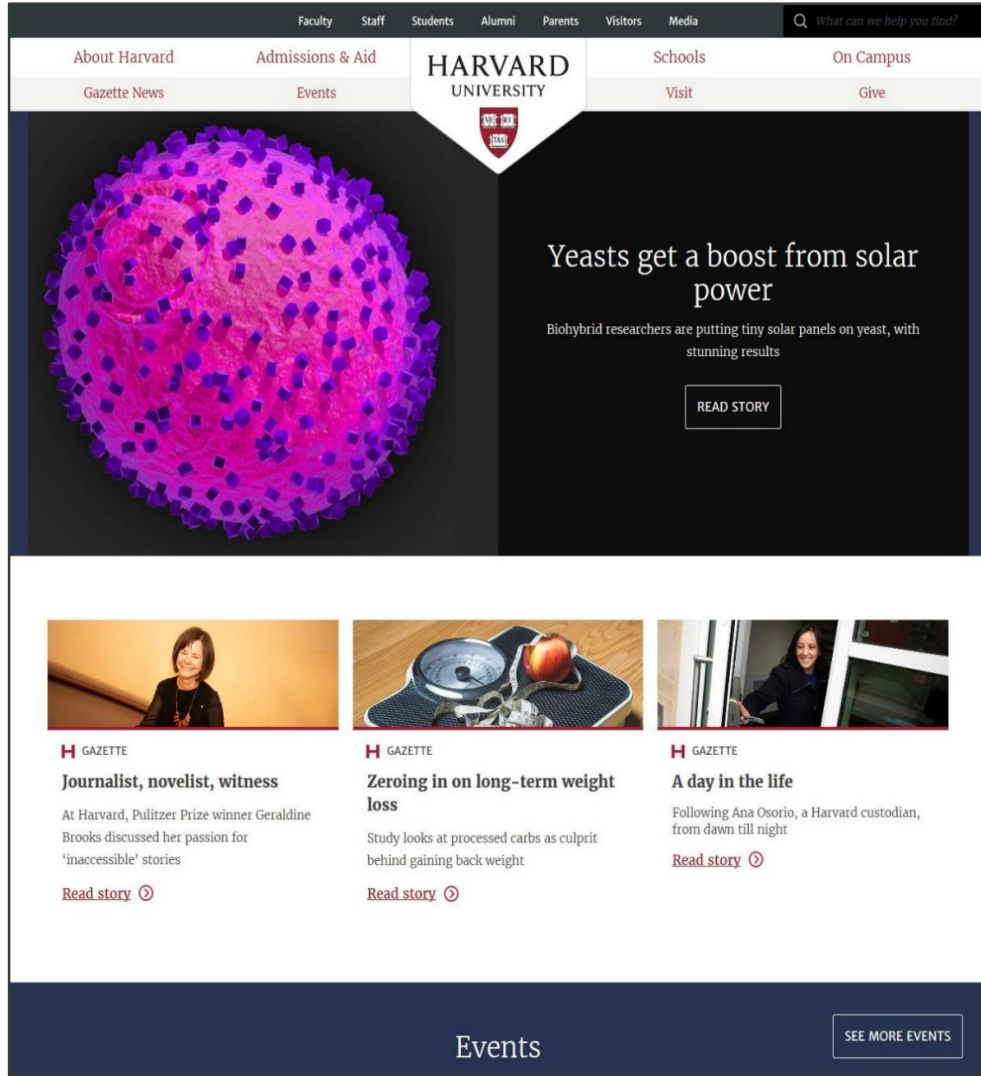 Faculty Staff Students Alumni Parents Visitors Media What can we help you find?
About Harvard Admissions & Aid Schools On Campus
HARVARD
UNIVERSITY
Gazette News Events Visit Give
VE RI
TAS
Yeasts get a boost from solar
power
Biohybrid researchers are putting tiny solar panels on yeast, with
stunning results
READ STORY
H GAZETTE
Journalist, novelist, witness
At Harvard, Pulitzer Prize winner Geraldine
Brooks discussed her passion for
‘inaccessible’ stories
Read story
H GAZETTE
Zeroing in on long-term weight
loss
Study looks at processed carbs as culprit
behind gaining back weight
Read story
H GAZETTE
A day in the life
Following Ana Osorio, a Harvard custodian,
from dawn till night
Read story
Events
SEE MORE EVENTS